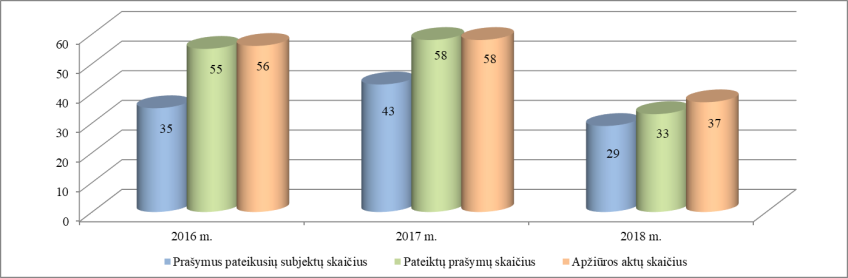 60
50
40
30
20
10
0
35
55
56
43
58
58
29
33
37
2016 m.
2017 m.
2018 m.
Prašymus pateikusių subjektų skaičius
Pateiktų prašymų skaičius
Apžiūros aktų skaičius